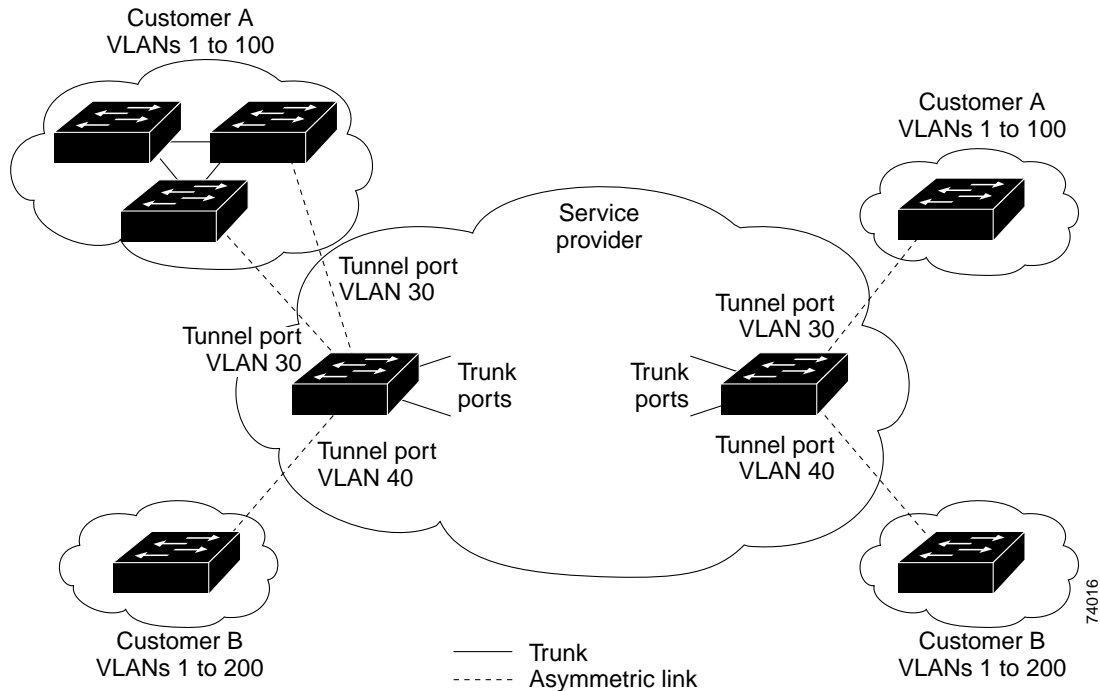 Customer A
VLANs 1 to 100
Customer A
VLANs 1 to 100
Service
provider
Tunnel port
VLAN 30
Tunnel port
VLAN 30
Tunnel port
VLAN 30
Trunk
ports
Trunk
ports
Tunnel port
VLAN 40
Tunnel port
VLAN 40
Customer B
VLANs 1 to 200
Customer B
VLANs 1 to 200
74016
Trunk
Asymmetric link